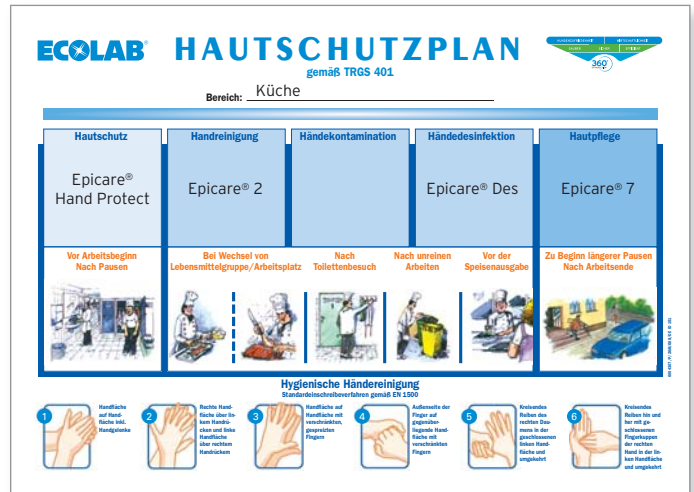 ECOLAB®
HAUTSCHUTZPLAN
gemäß TRGS 401
KUNDENZUFRIEDENHEIT WIRTSCHAFTLICHKEIT
SAUBER SICHER EFFIZIENT
360°
Bereich: Küche
Hautschutz
Handreinigung
Händekontamination
Händedesinfektion
Hautpflege
Epicare®
Hand Protect
Epicare® 2
Epicare® Des
Epicare® 7
Vor Arbeitsbeginn
Nach Pausen
Bei Wechsel von
Lebensmittelgruppe/Arbeitsplatz
Nach
Toilettenbesuch
Nach unreinen
Arbeiten
Vor der
Speisenausgabe
Zu Beginn längerer Pausen
Nach Arbeitsende
Hygienische Händereinigung
Standardeinschreibeverfahren gemäß EN 1500
1
Handfläche
auf Hand-
fläche inkl.
Handgelenke
2
Rechte Hand-
fläche über lin-
kem Handrü-
cken und linke
Handfläche
über rechtem
Handrücken
3
Handfläche auf
Handfläche mit
verschränkten,
gespreizten
Fingern
4
Außenseite der
Finger auf
gegenüber-
liegende Hand-
fläche mit
verschränkten
Fingern
5
Kreisendes
Reiben des
rechten Dau-
mens in der
geschlossenen
linken Hand-
fläche und
umgekehrt
6
Kreisendes
Reiben hin und
her mit ge-
schlossenen
Fingerkuppen
der rechten
Hand in der lin-
ken Handfläche
und umgekehrt